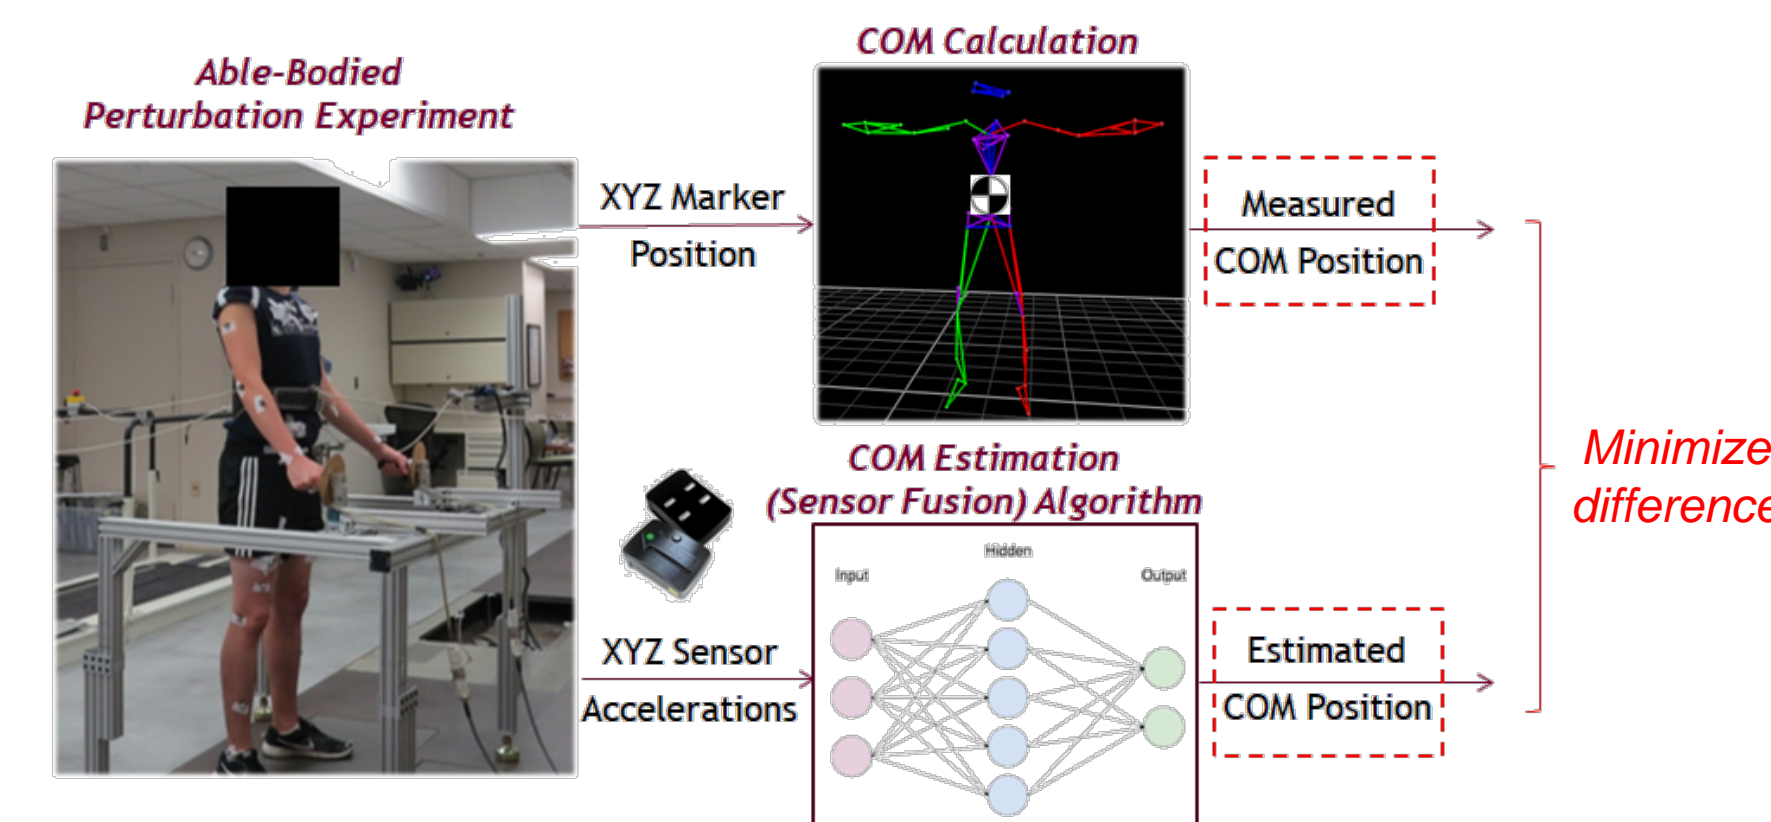 Able-Bodied
Perturbation Experiment
XYZ Marker
Position
COM Calculation
Measured
COM Position
XYZ Sensor
Accelerations
COM Estimation
(Sensor Fusion) Algorithm
Input
Hidden
Output
Estimated
COM Position
Minimize
difference